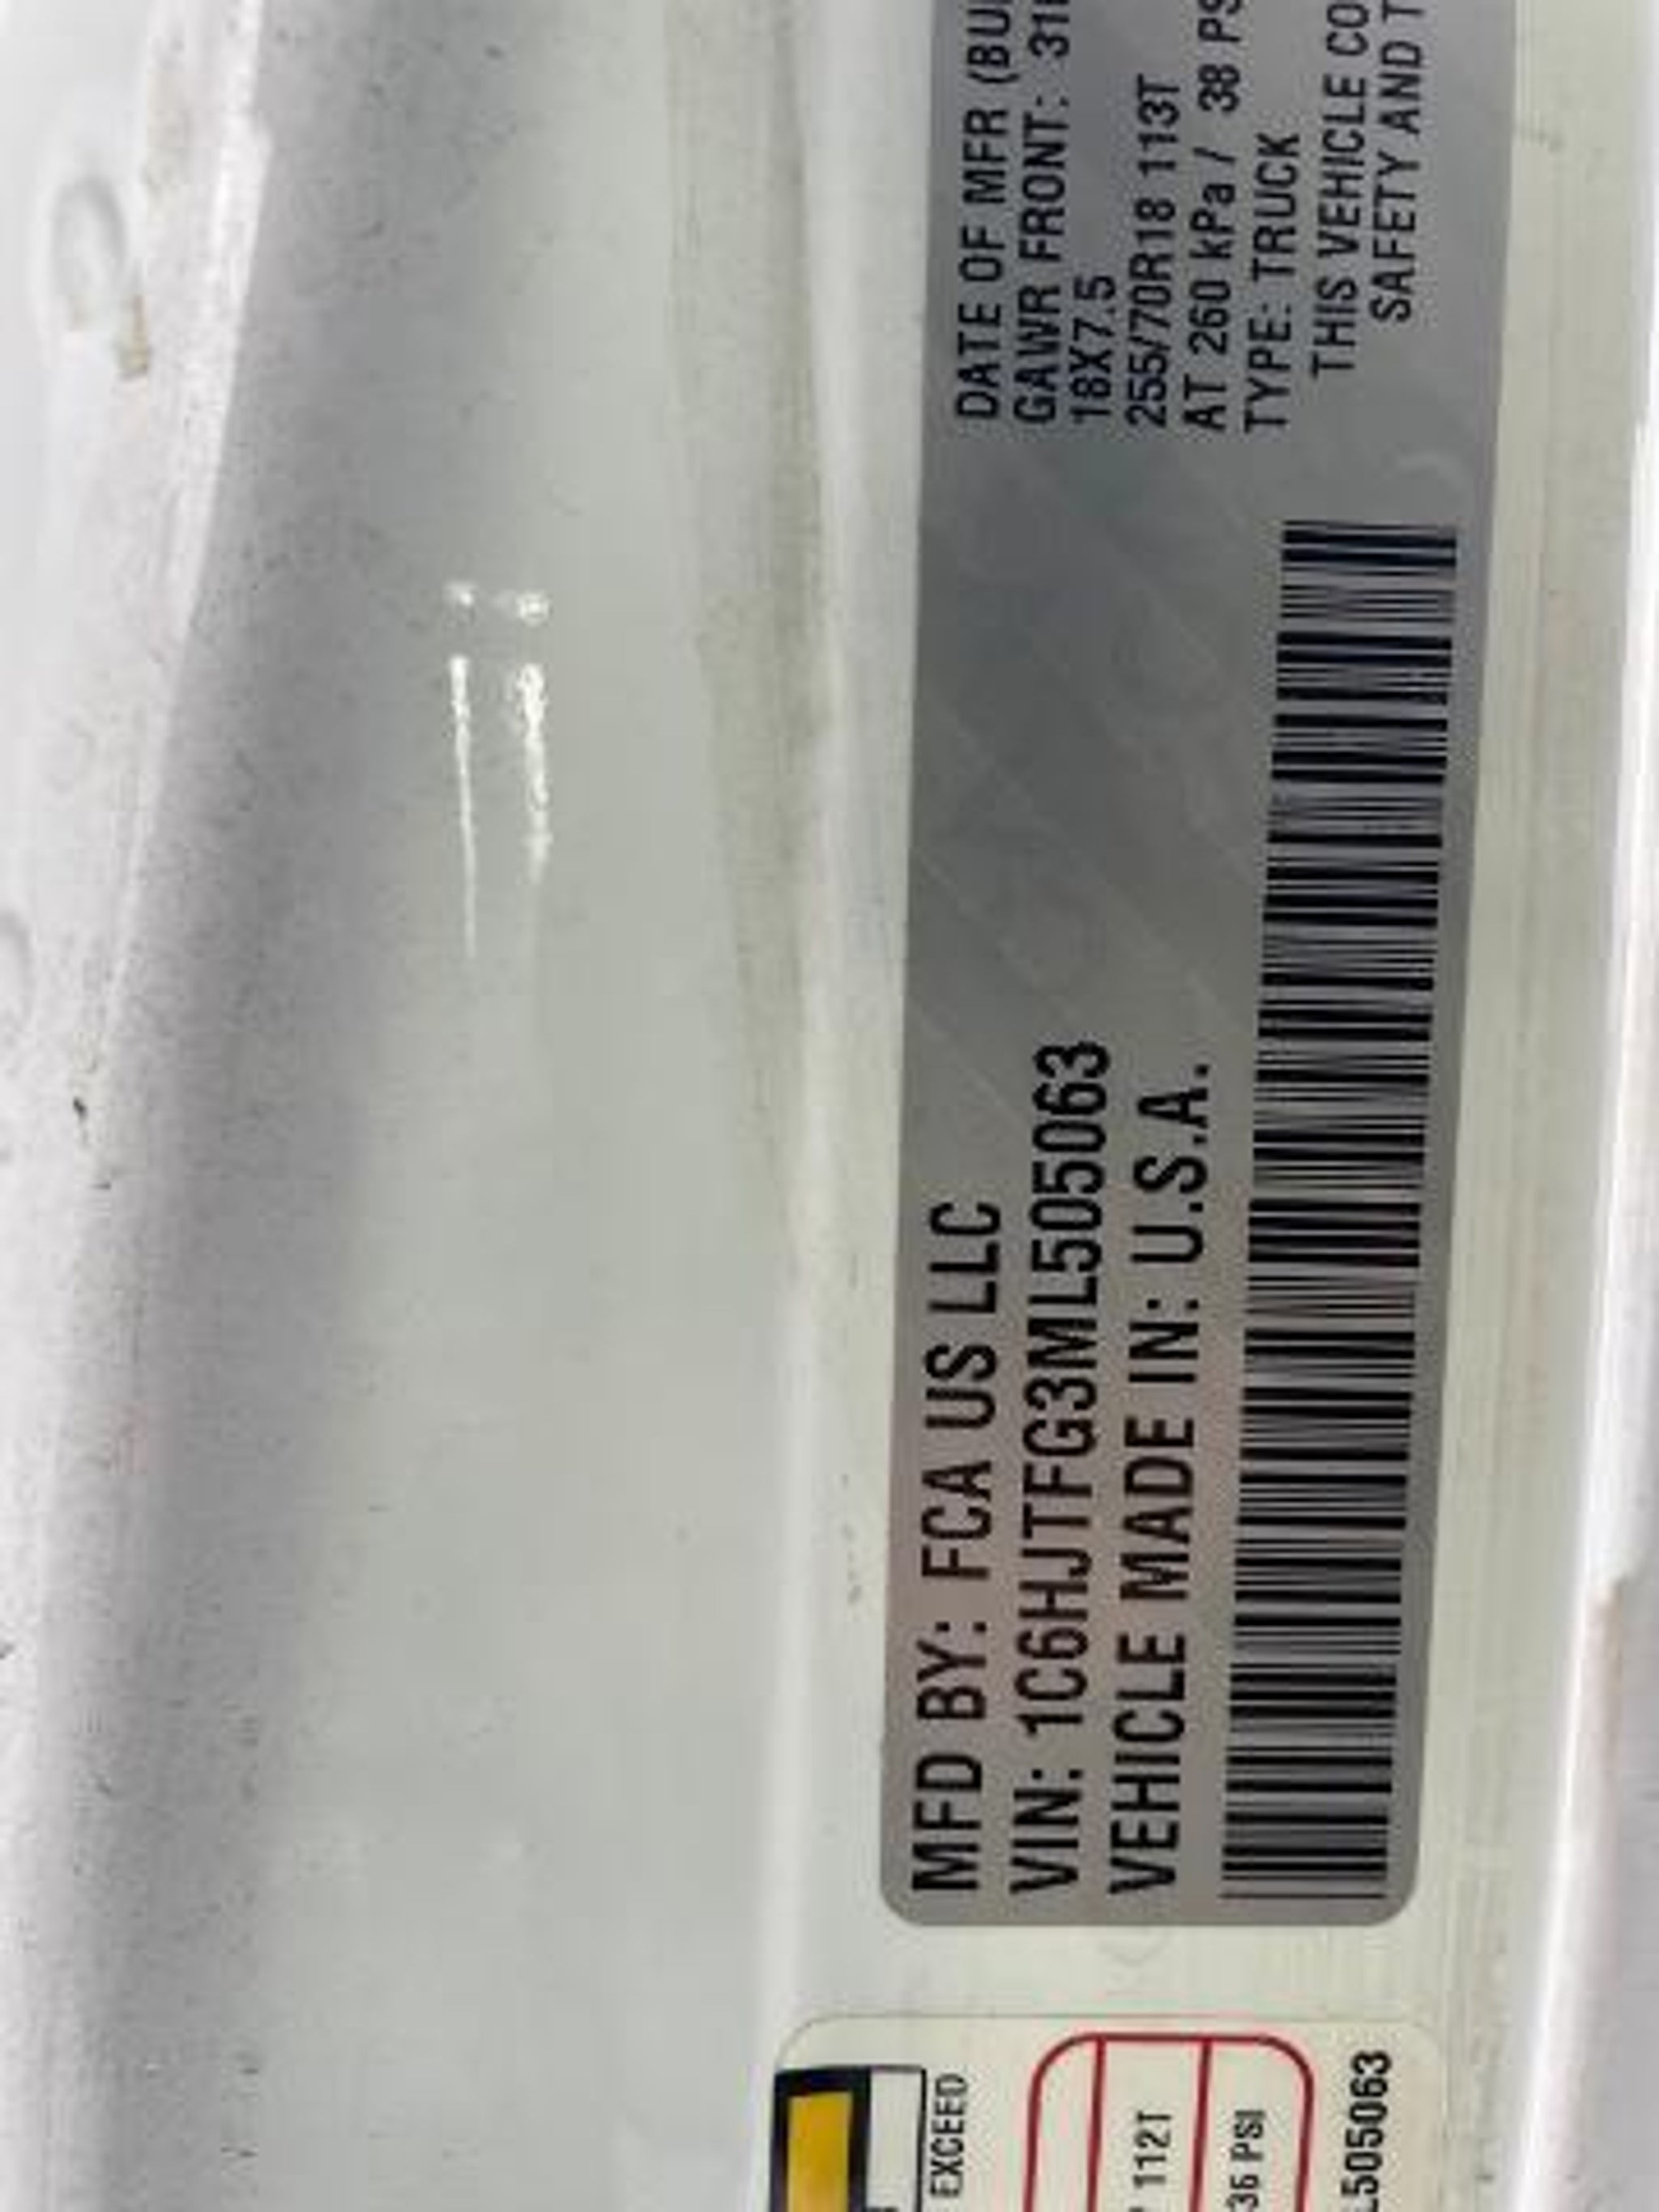 MFD BY: FCA US LLC
VIN: 1C6HJTFG3ML505063
VEHICLE MADE IN: U.S.A.
DATE OF MFR (BU
GAWR FRONT: 31
18X7.5
255/70R18 113T
AT 260 kPa / 38 PS
TYPE: TRUCK
THIS VEHICLE CO
SAFETY AND T
EXCEED
112T
36 PSI
L505063